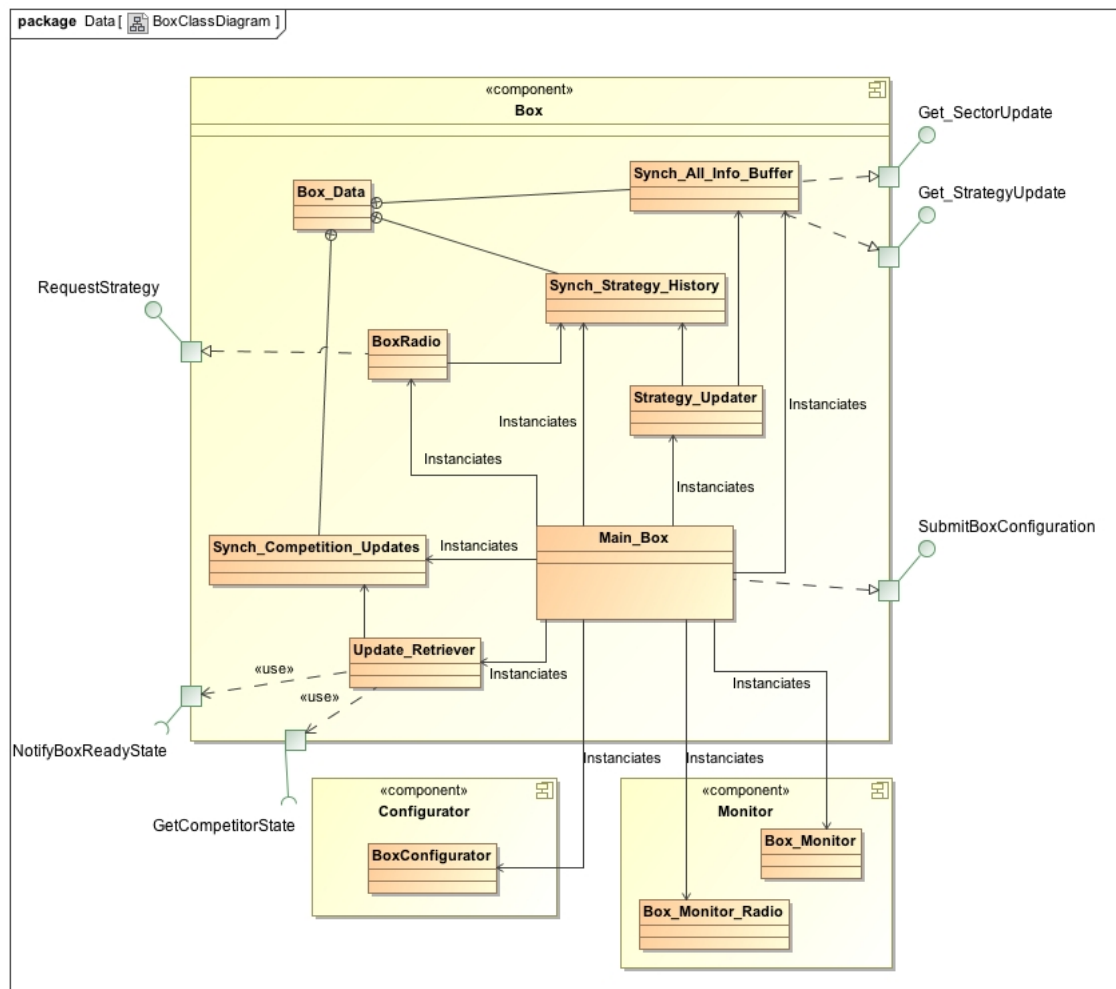 package Data [ BoxClassDiagram ]
«component»
Box
Get_SectorUpdate
Synch_All_Info_Buffer
Box_Data
Get_StrategyUpdate
Synch_Strategy_History
RequestStrategy
BoxRadio
Strategy_Updater
Instanciates
Instanciates
Instanciates
Instanciates
SubmitBoxConfiguration
Main_Box
Synch_Competition_Updates
Instanciates
Update_Retriever
«use»
Instanciates
Instanciates
«use»
NotifyBoxReadyState
Instanciates
Instanciates
«component»
Configurator
«component»
Monitor
GetCompetitorState
Box_Monitor
BoxConfigurator
Box_Monitor_Radio